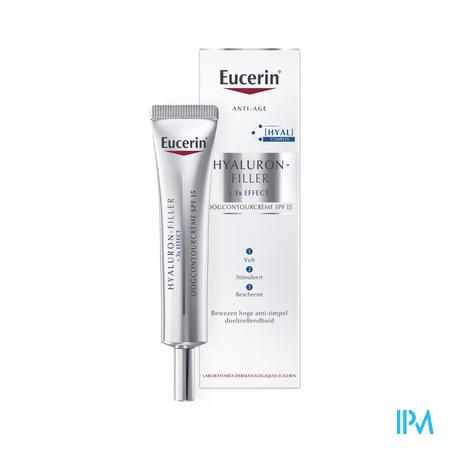 Eucerin®
HYALURON-FILLER
+ 3x EFFECT
OOGCONTOURCRÈME SPF 15
Eucerin®
ANTI-AGE
[HYAL]
COMPLEX
HYALURON-
FILLER
+ 3x EFFECT
OOGCONTOURCRÈME SPF 15
1
Vult
2
Stimuleert
3
Beschermt
Bewezen hoge anti-rimpel
doeltreffendheid
LABORATOIRES DERMATOLOGIQUES EUCERIN
IPM